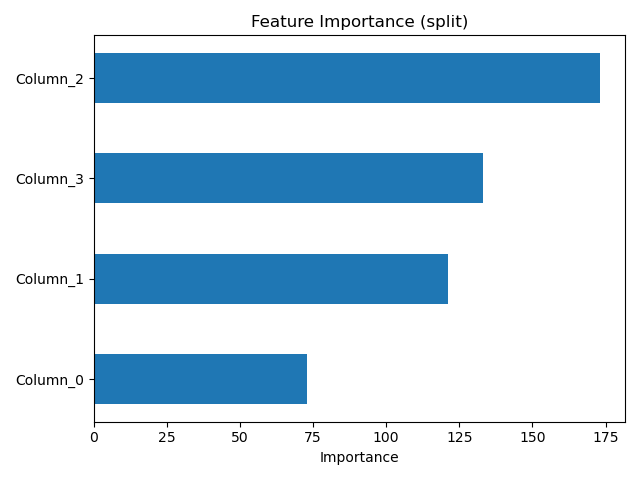 Feature Importance (split)
Column_2
Column_3
Column_1
Column_0
0 25 50 75 100 125 150 175
Importance